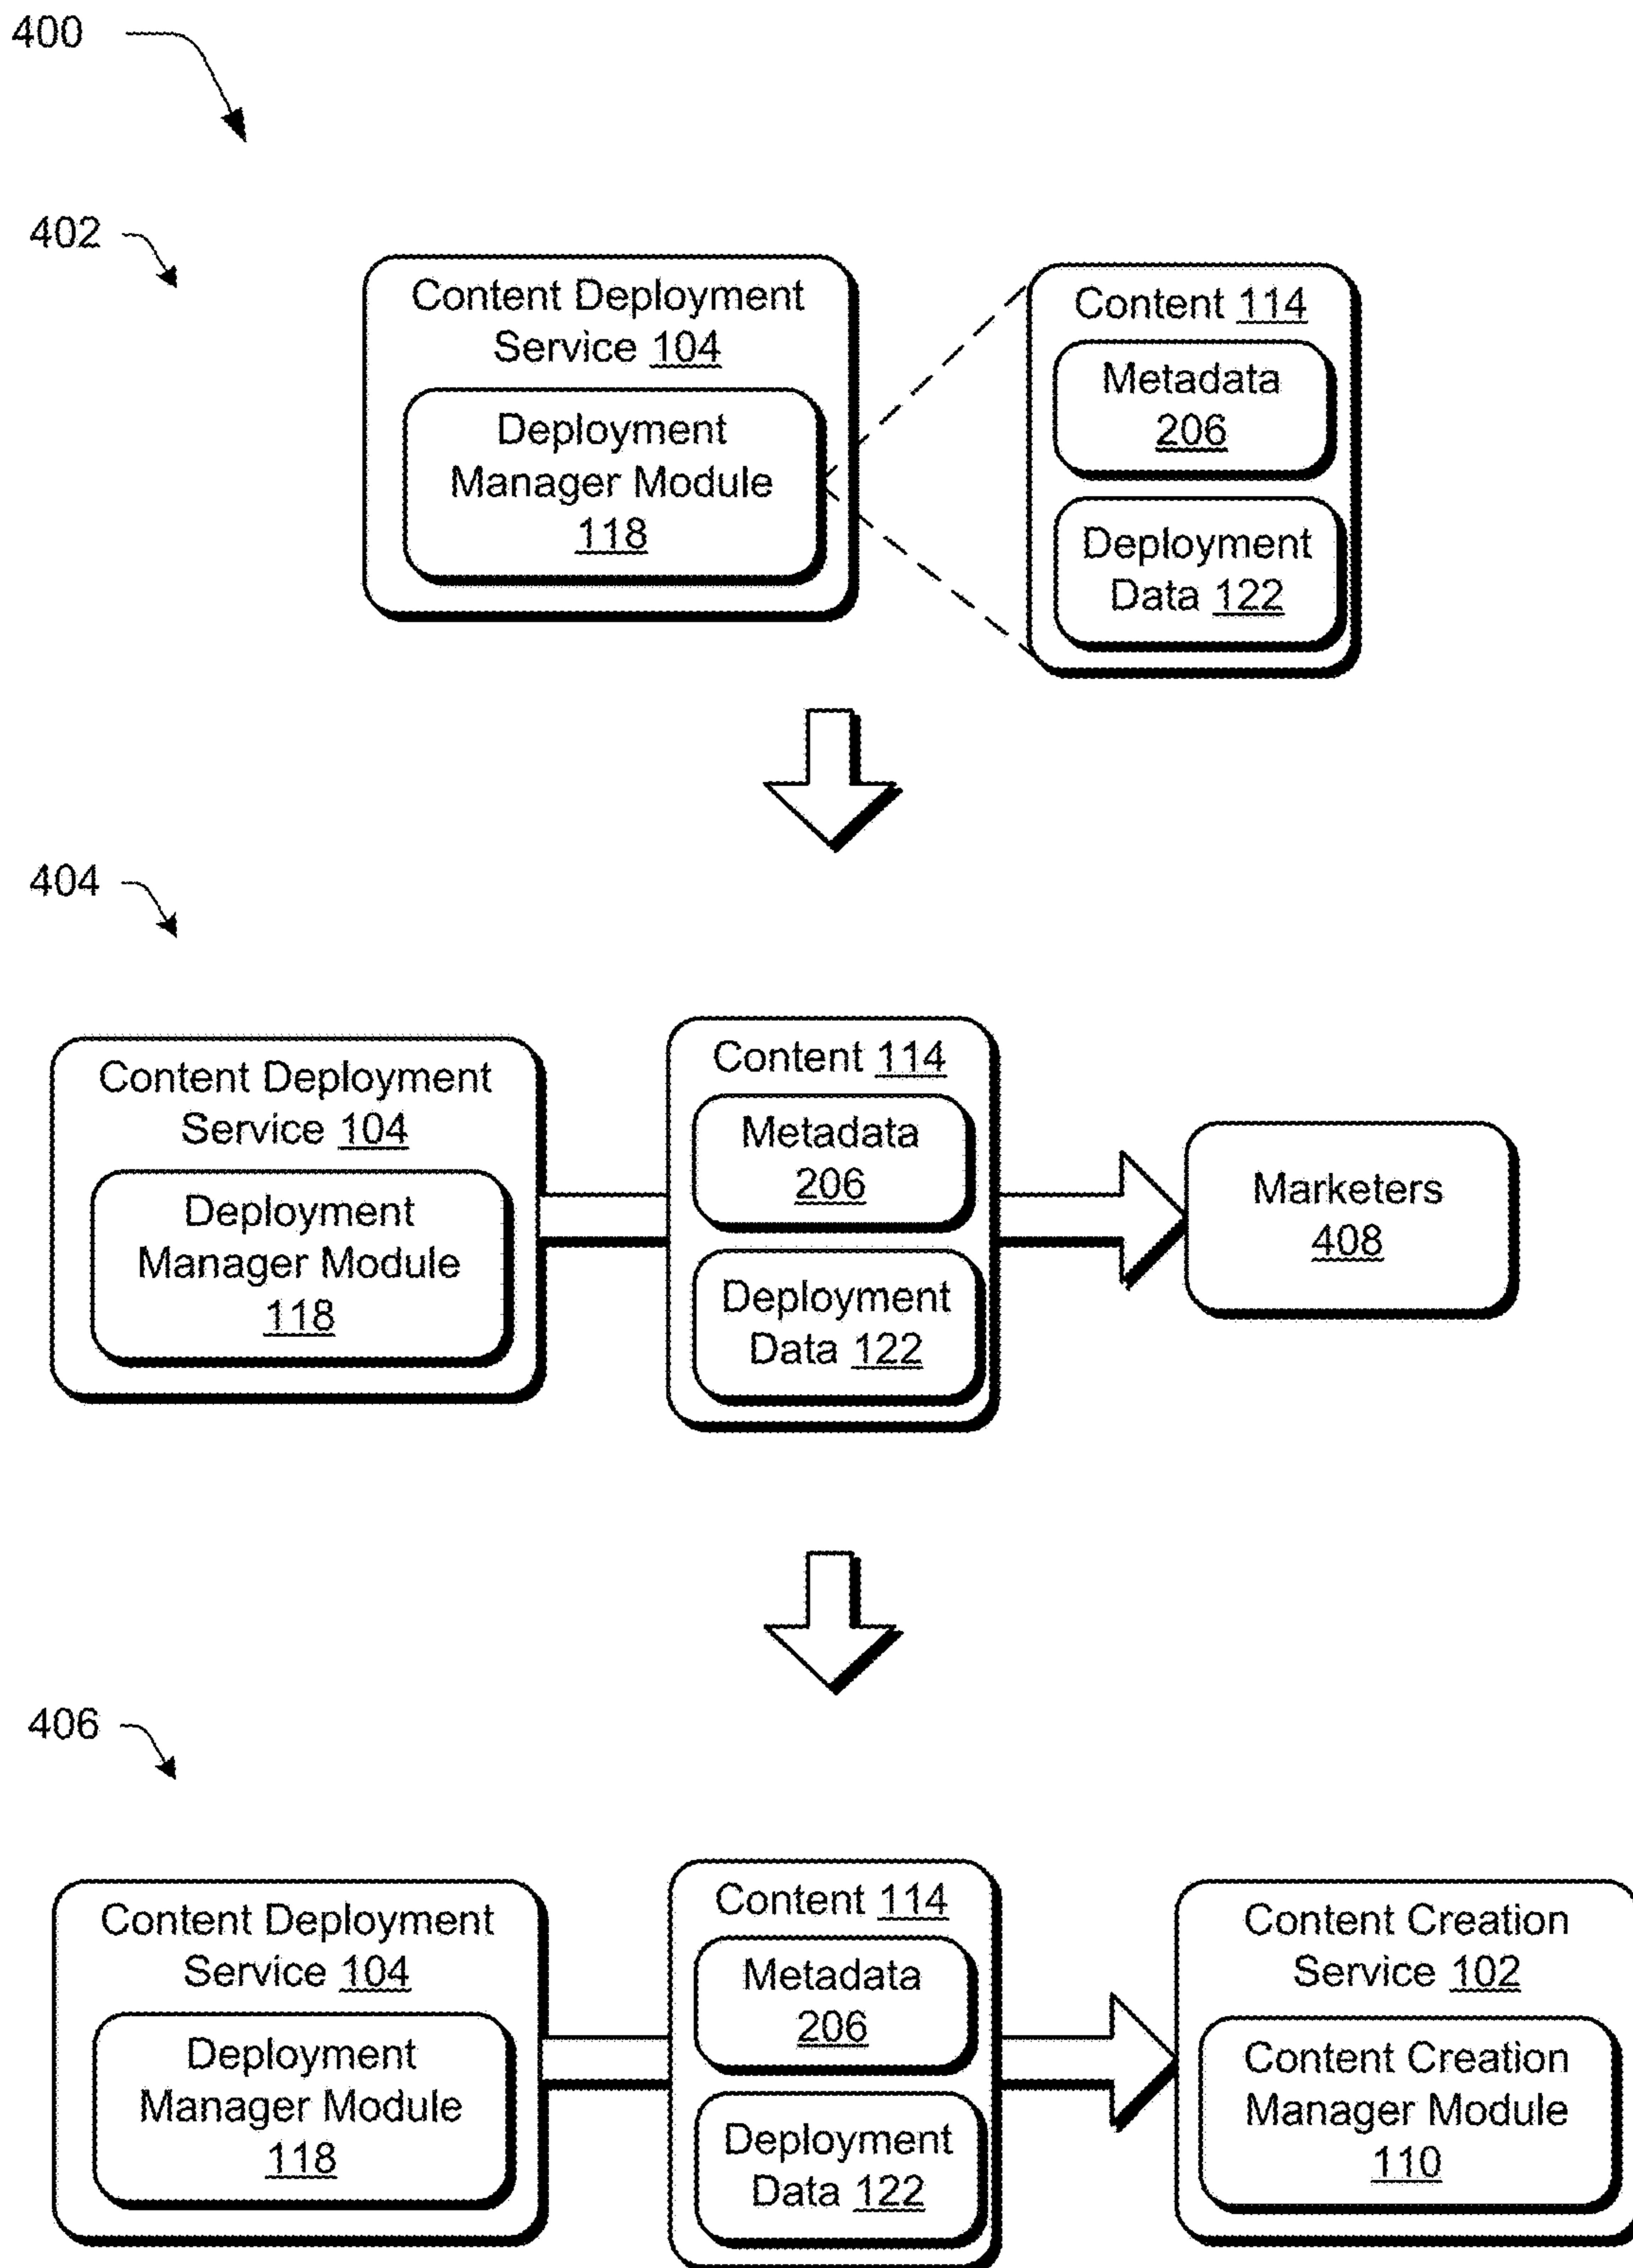 400
402
Content Deployment
Service 104
Deployment
Manager Module
118
Content 114
Metadata
206
Deployment
Data 122
404
Content Deployment
Service 104
Deployment
Manager Module
118
Content 114
Metadata
206
Deployment
Data 122
Marketers
408
406
Content Deployment
Service 104
Deployment
Manager Module
118
Content 114
Metadata
206
Deployment
Data 122
Content Creation
Service 102
Content Creation
Manager Module
110